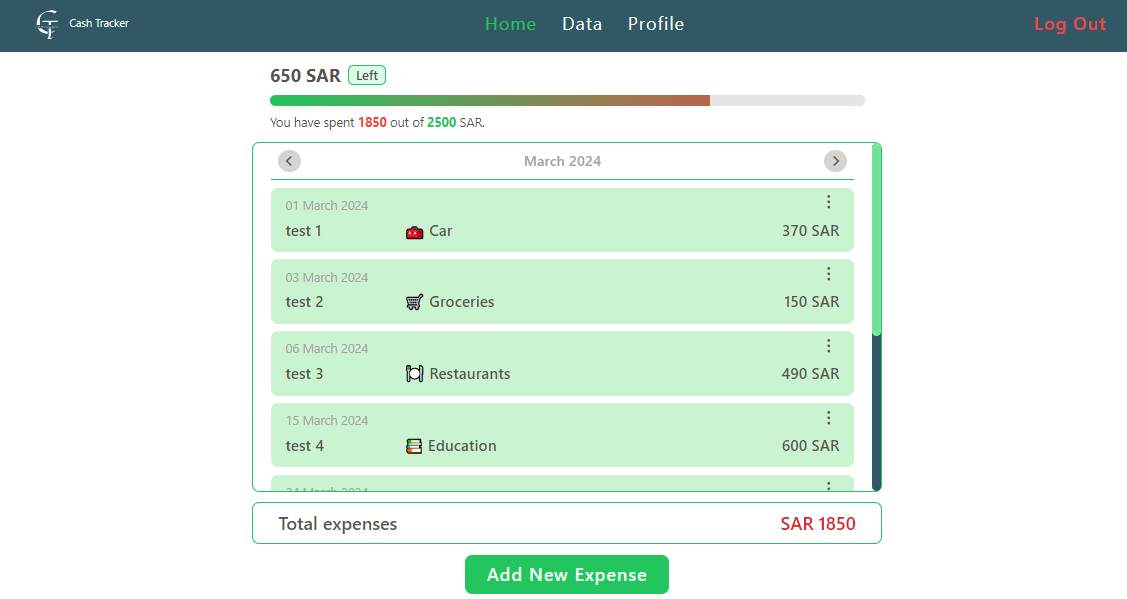 Cash Tracker
Home Data Profile
Log Out
650 SAR Left
You have spent 1850 out of 2500 SAR.
March 2024
01 March 2024
test 1 Car 370 SAR
03 March 2024
test 2 Groceries 150 SAR
06 March 2024
test 3 Restaurants 490 SAR
15 March 2024
test 4 Education 600 SAR
March 2024
Total expenses SAR 1850
Add New Expense